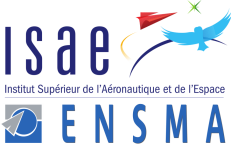 isae
Institut Supérieur de l'Aéronautique et de l'Espace
ENSMA